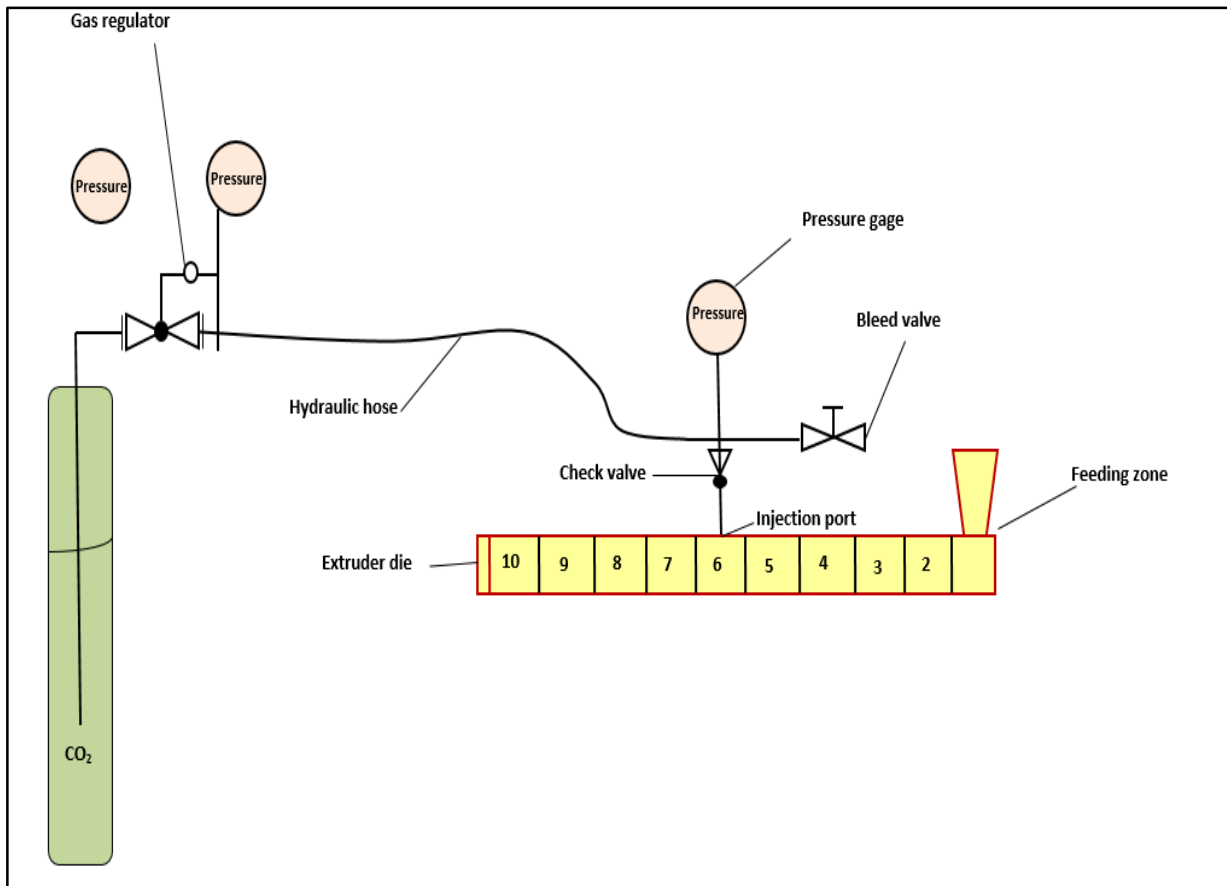 Gas regulator
Pressure
Pressure
Pressure gage
Pressure
Bleed valve
Hydraulic hose
Check valve
Feeding zone
Injection port
Extruder die
10 9 8 7 6 5 4 3 2
CO₂